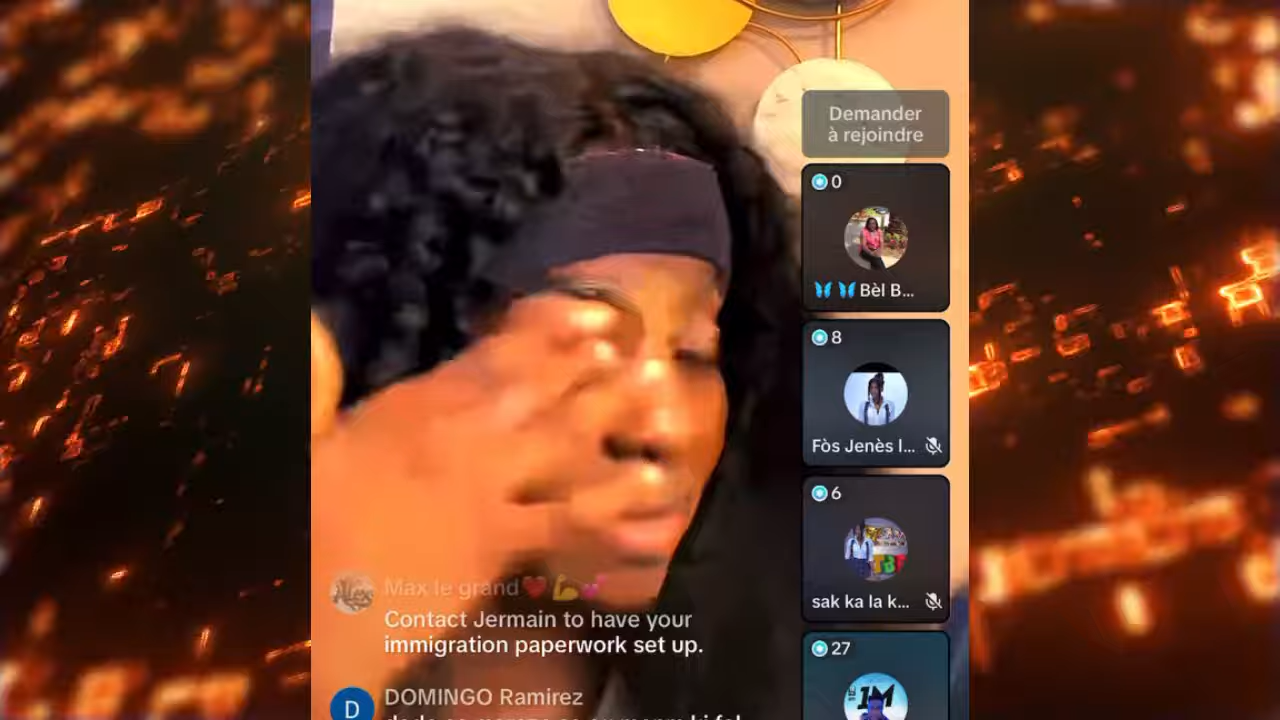 Demander
à rejoindre
0
Bèl B...
8
Fòs Jenès l...
6
sak ka la k...
27
1M
Max le grand❤️💪💕
Contact Jermain to have your
immigration paperwork set up.
D
DOMINGO Ramirez